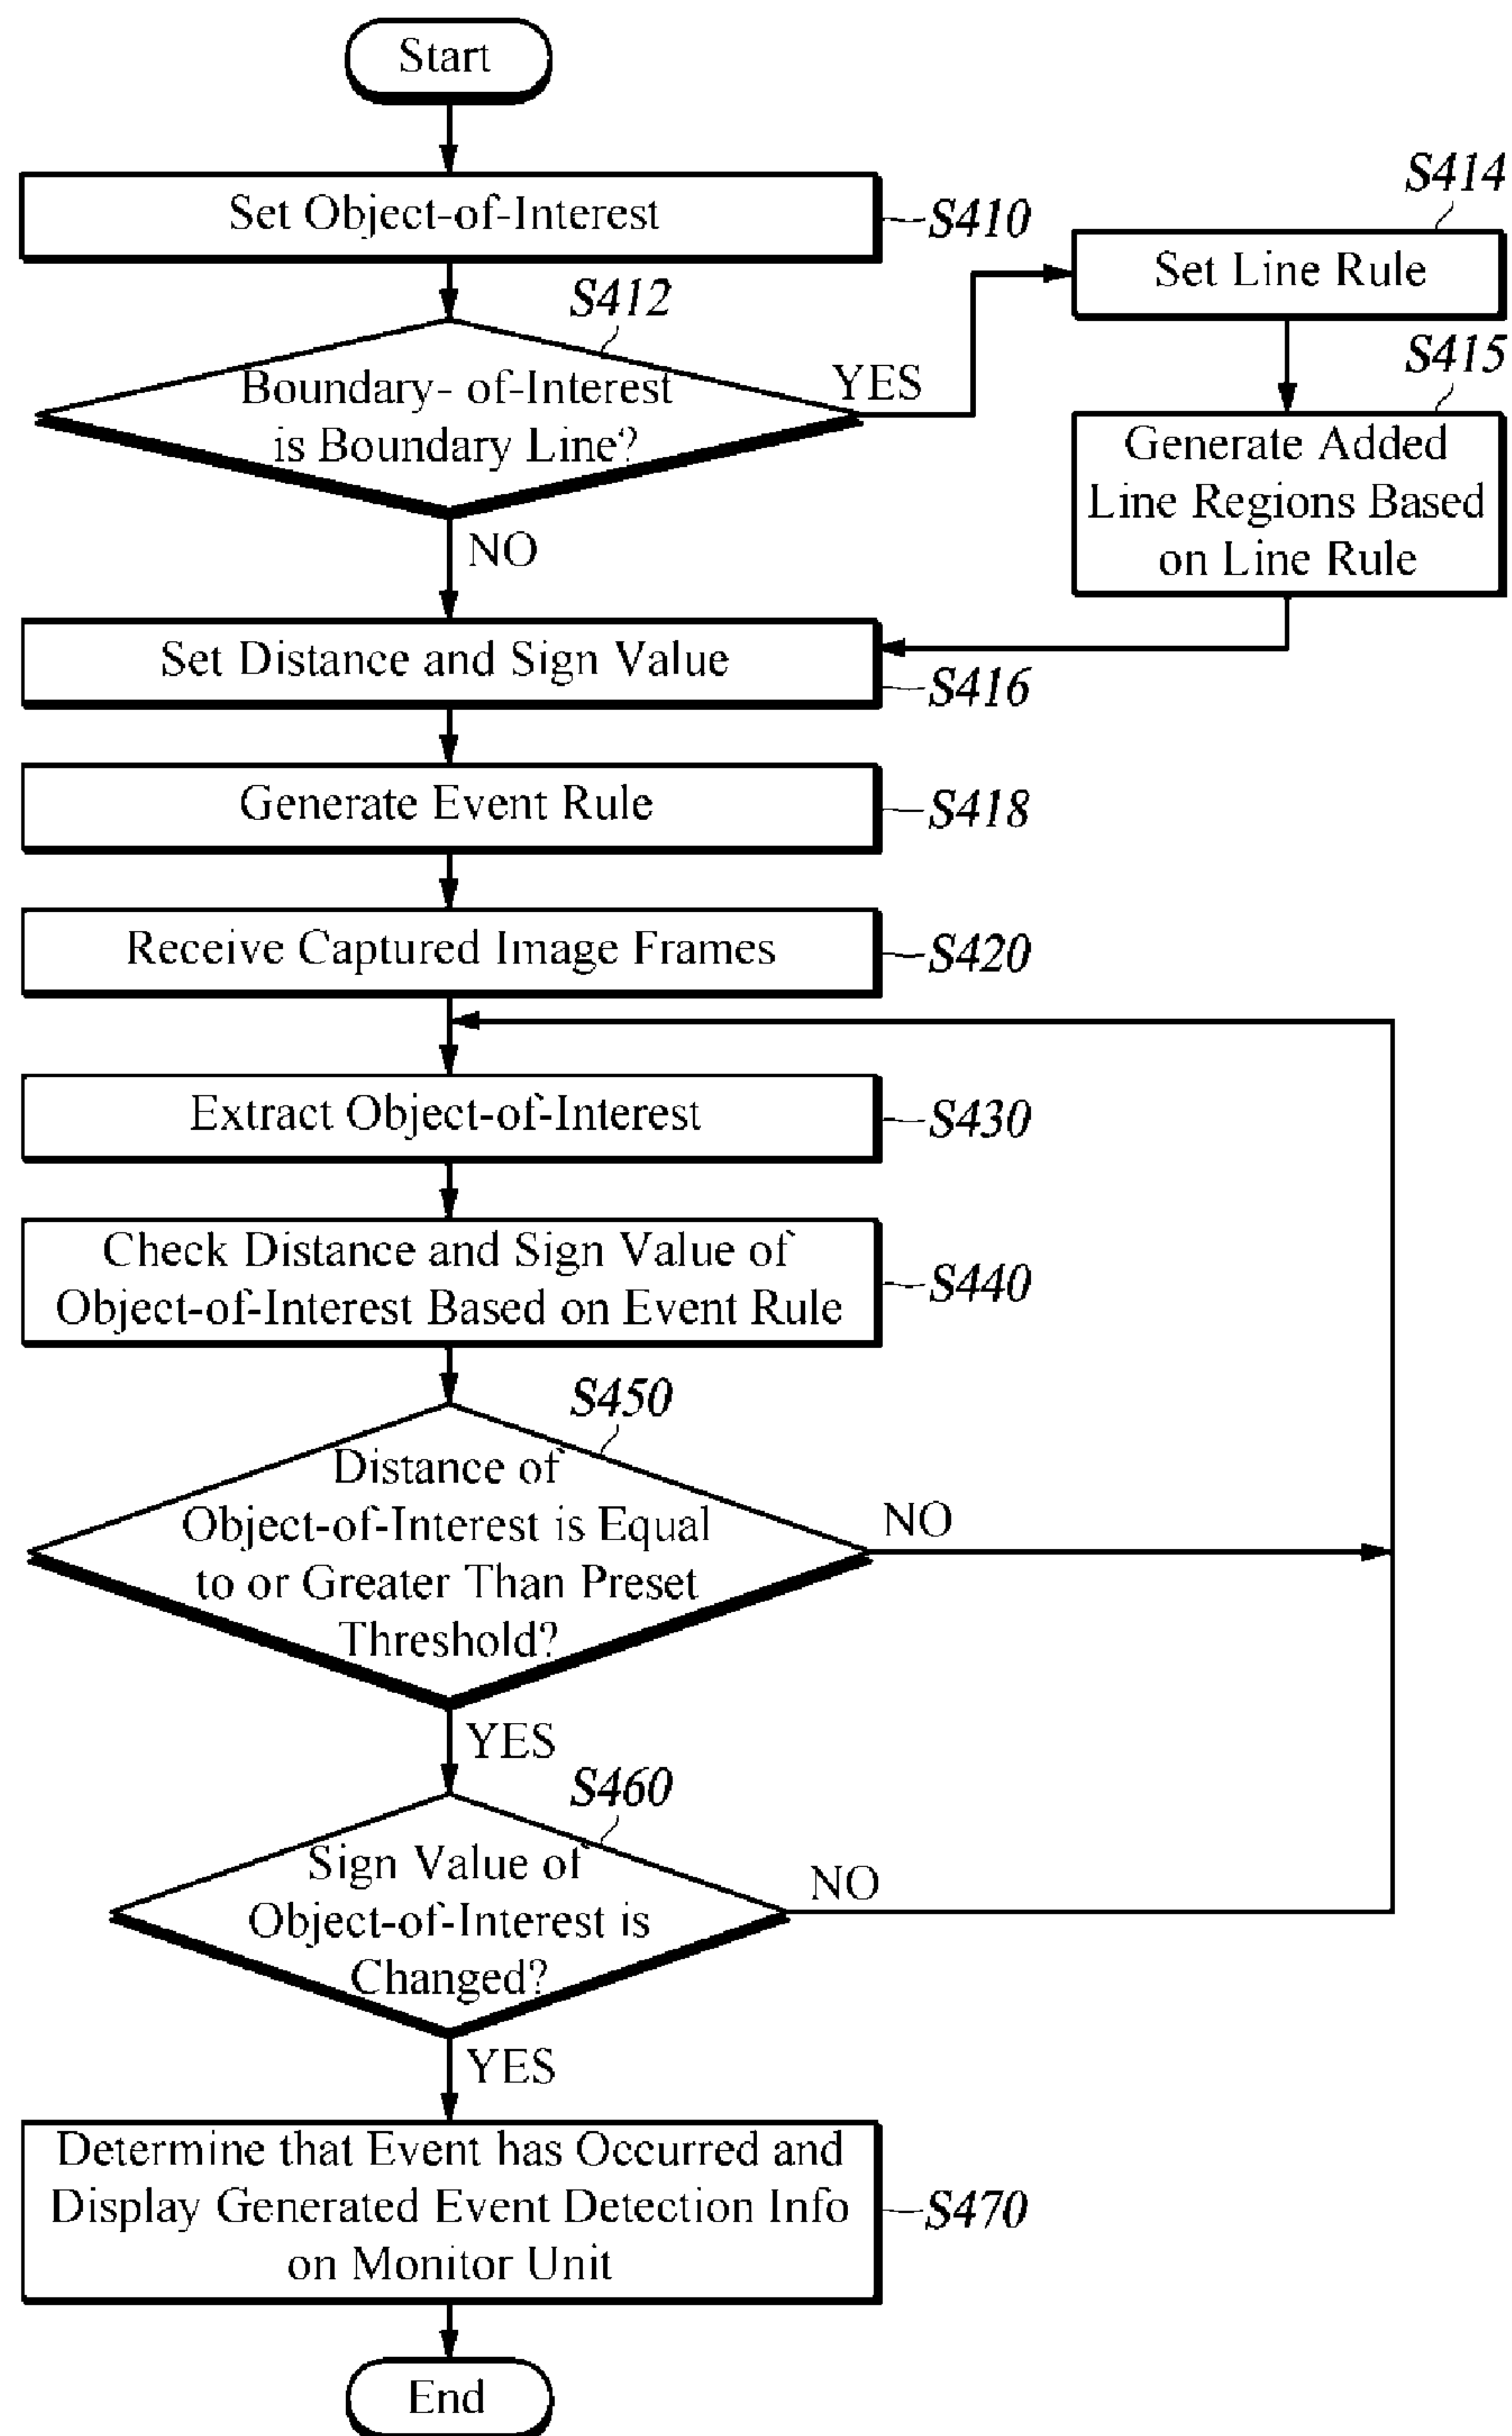 Start
Set Object-of-Interest
S410
S412
Boundary- of-Interest
is Boundary Line?
YES
NO
S414
Set Line Rule
S415
Generate Added
Line Regions Based
on Line Rule
Set Distance and Sign Value
S416
Generate Event Rule
S418
Receive Captured Image Frames
S420
Extract Object-of-Interest
S430
Check Distance and Sign Value of
Object-of-Interest Based on Event Rule
S440
S450
Distance of
Object-of-Interest is Equal
to or Greater Than Preset
Threshold?
NO
YES
S460
Sign Value of
Object-of-Interest is
Changed?
NO
YES
Determine that Event has Occurred and
Display Generated Event Detection Info
on Monitor Unit
S470
End